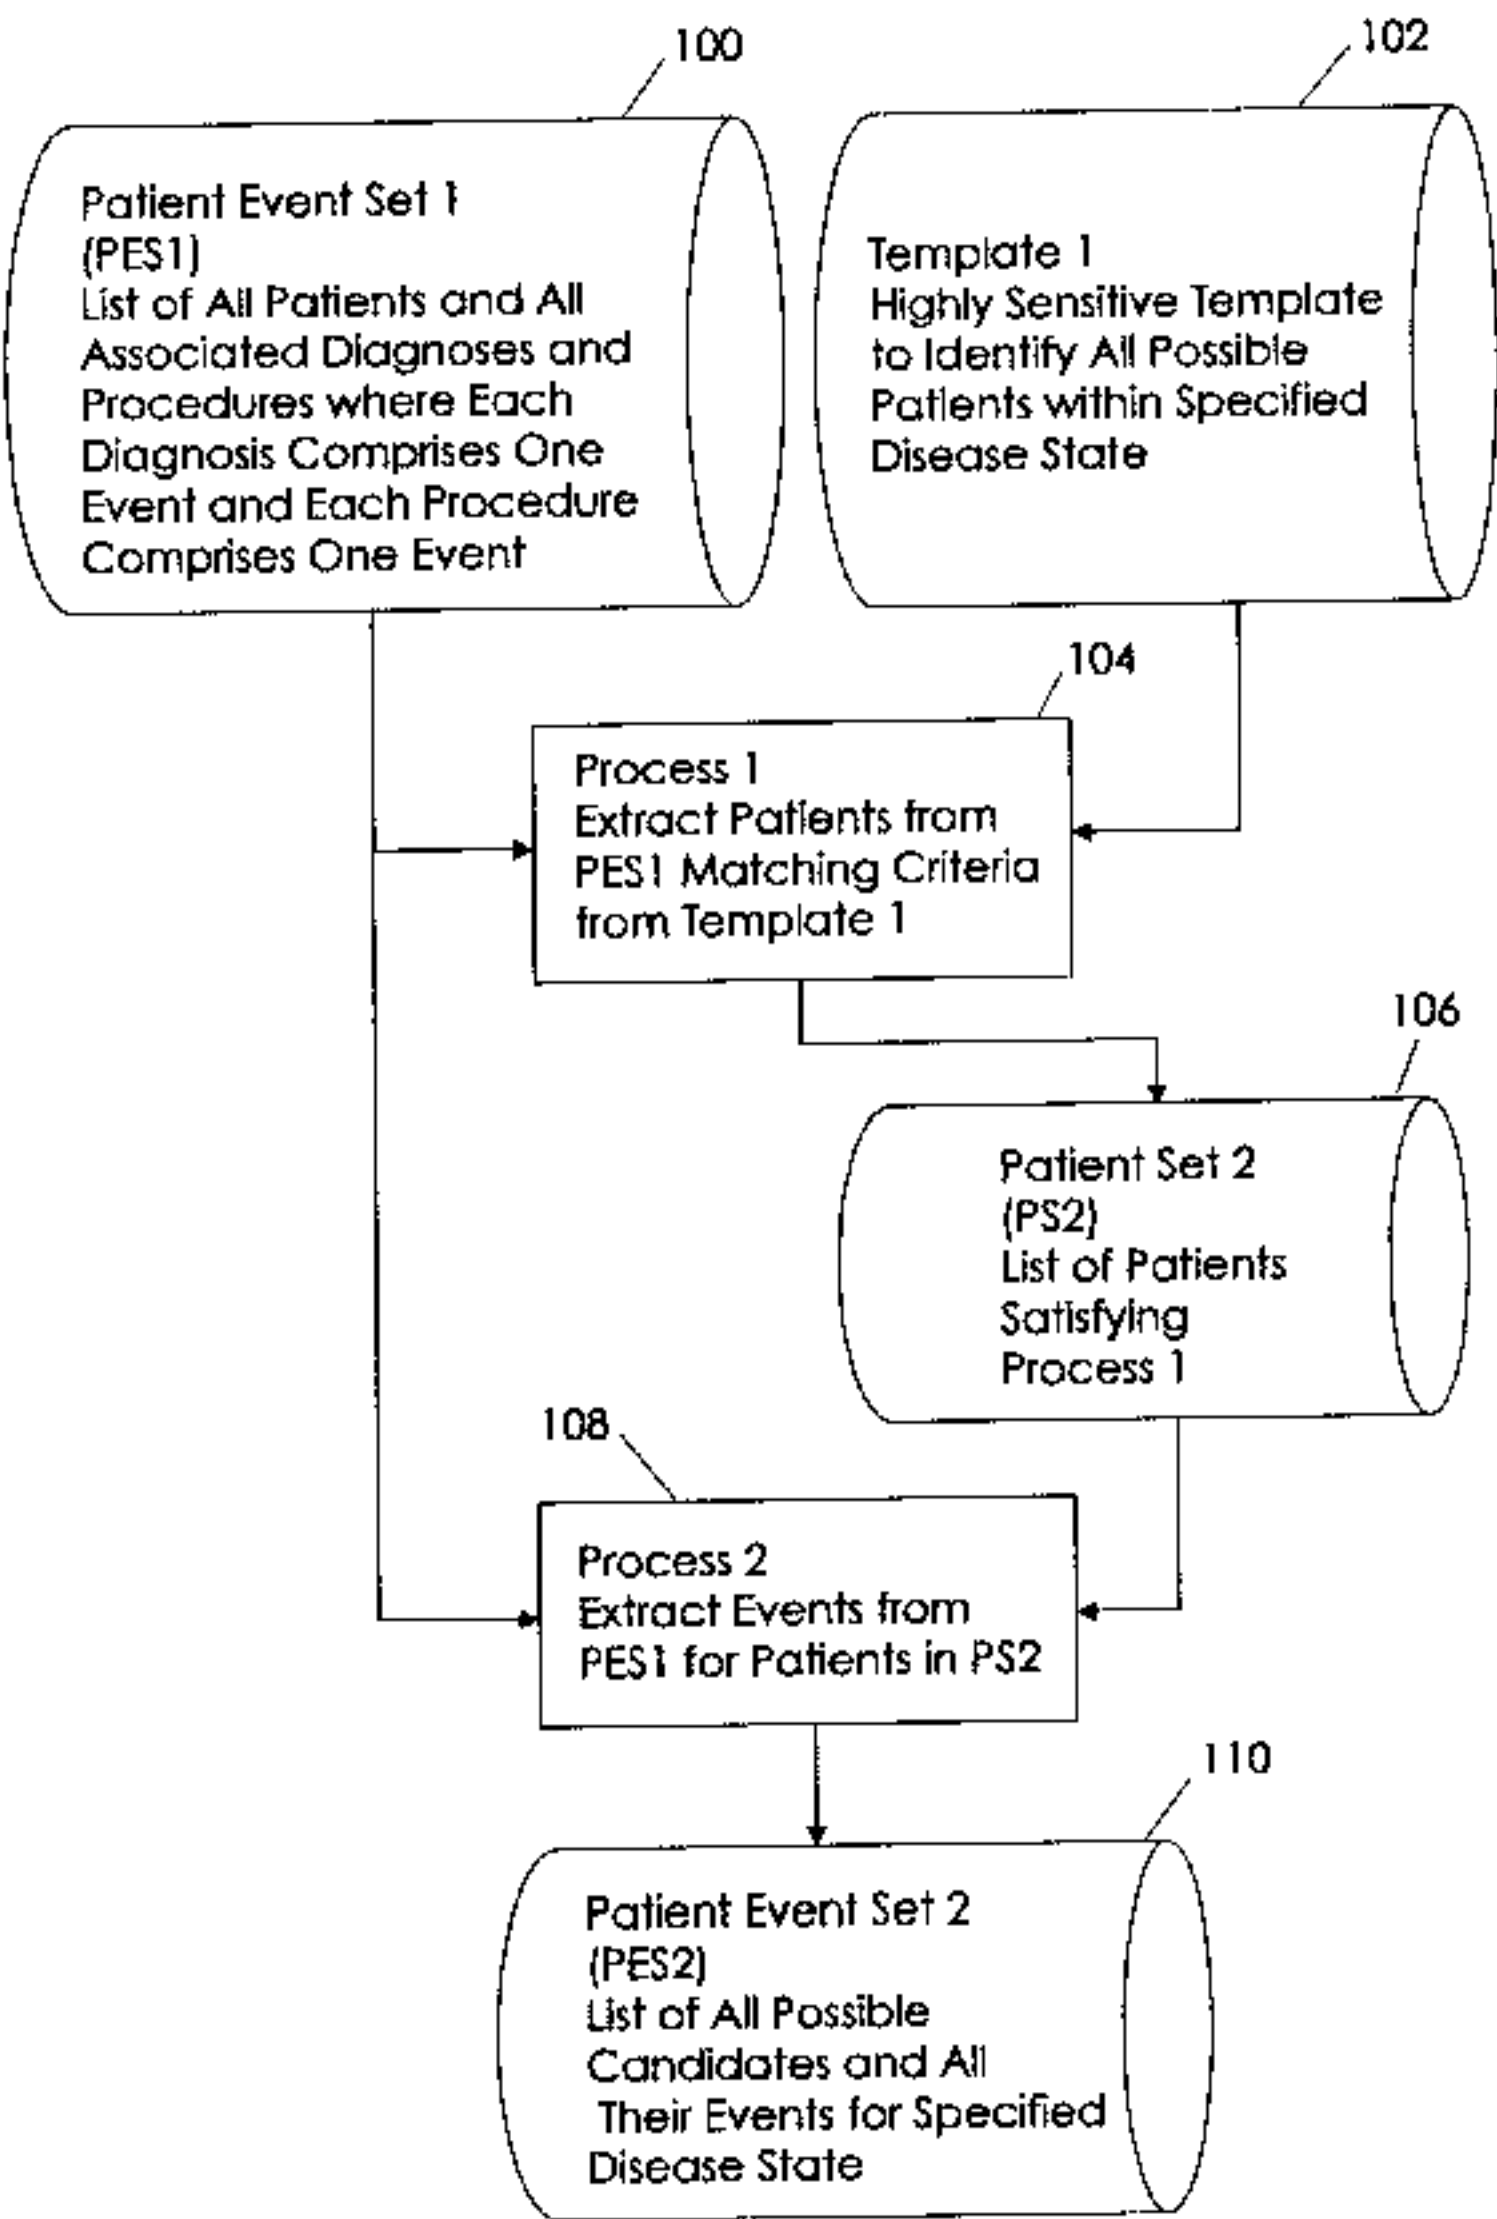 100
102
Patient Event Set 1
(PES1)
List of All Patients and All
Associated Diagnoses and
Procedures where Each
Diagnosis Comprises One
Event and Each Procedure
Comprises One Event
Template 1
Highly Sensitive Template
to Identify All Possible
Patients within Specified
Disease State
104
Process 1
Extract Patients from
PES1 Matching Criteria
from Template 1
106
Patient Set 2
(PS2)
List of Patients
Satisfying
Process 1
108
Process 2
Extract Events from
PES1 for Patients in PS2
110
Patient Event Set 2
(PES2)
List of All Possible
Candidates and All
Their Events for Specified
Disease State